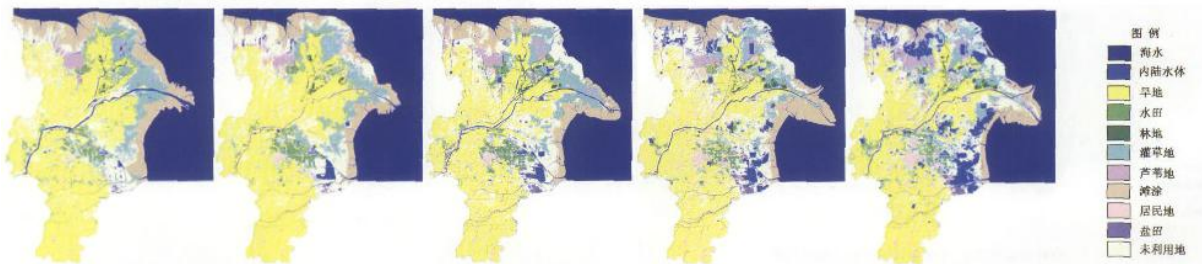 图 例
海水
内陆水体
旱地
水田
林地
灌草地
芦苇地
滩涂
居民地
盐田
未利用地